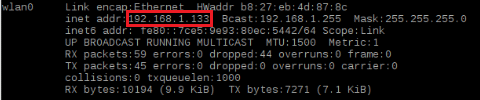 wlan0 Link encap:Ethernet HWaddr b8:27:eb:4d:87:8c
inet addr:192.168.1.133 Bcast:192.168.1.255 Mask:255.255.255.0
inet6 addr: fe80::7ce5:9e93:80ec:5442/64 Scope:Link
UP BROADCAST RUNNING MULTICAST MTU:1500 Metric:1
RX packets:59 errors:0 dropped:44 overruns:0 frame:0
TX packets:45 errors:0 dropped:0 overruns:0 carrier:0
collisions:0 txqueuelen:1000
RX bytes:10194 (9.9 KiB) TX bytes:7271 (7.1 KiB)